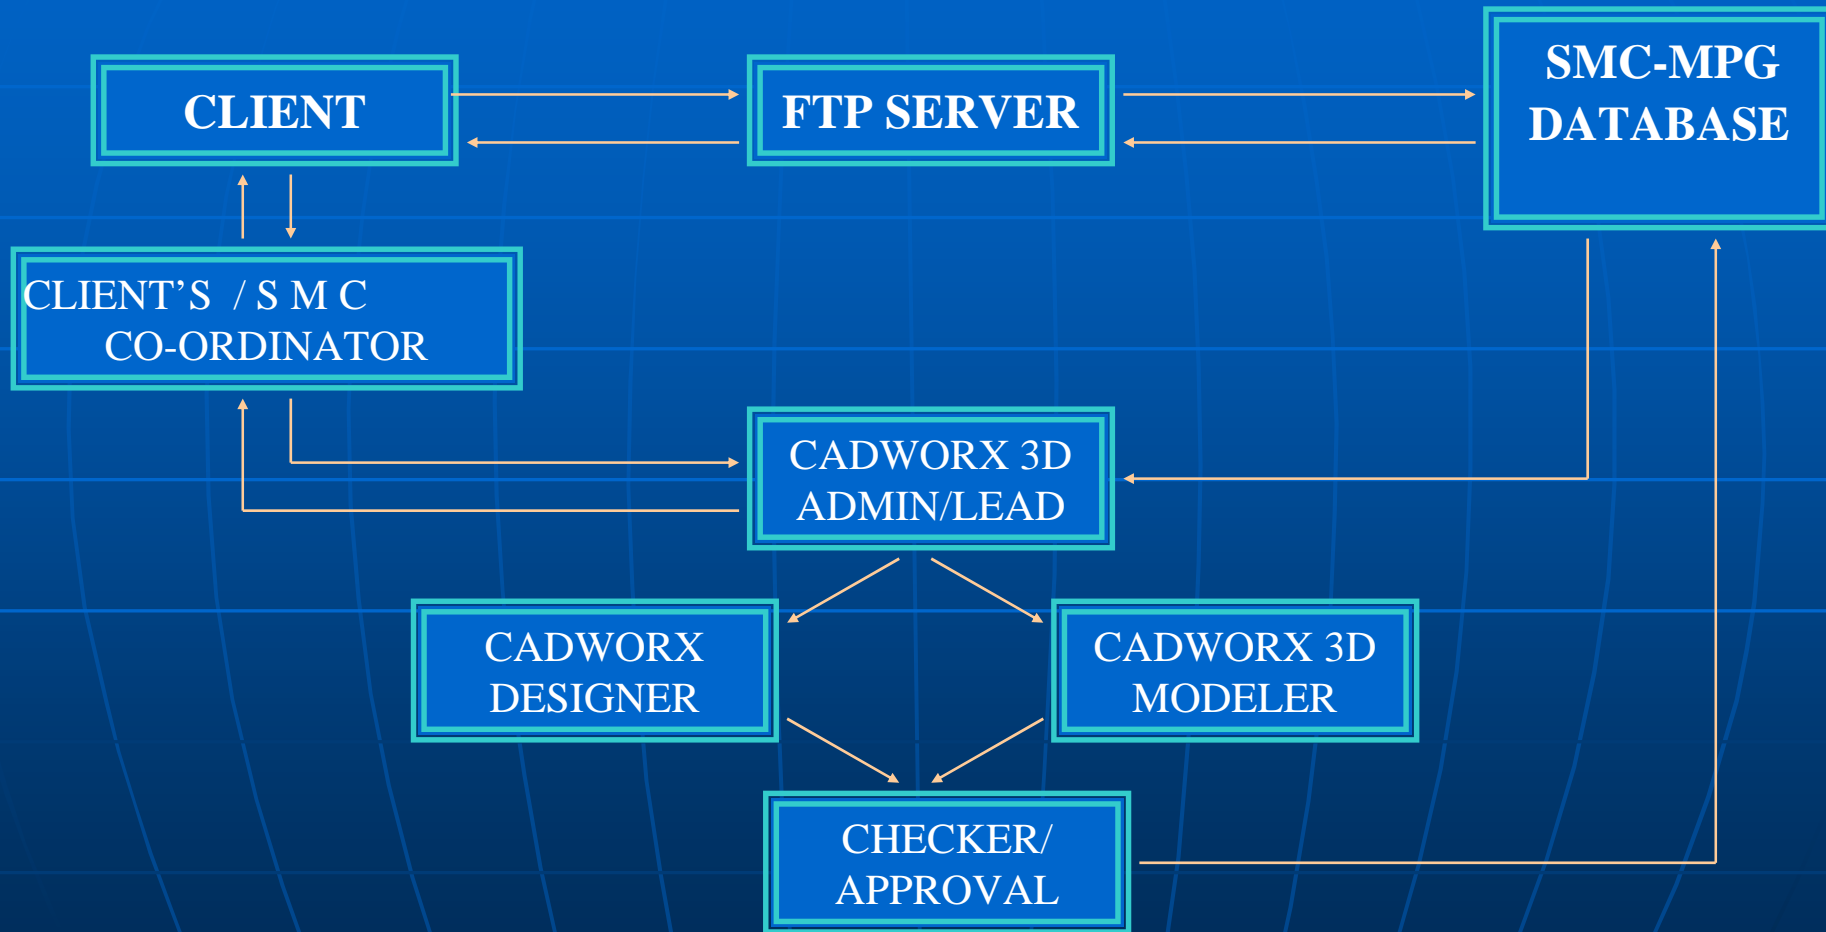 CLIENT
FTP SERVER
SMC-MPG
DATABASE
CLIENT’S / S M C
CO-ORDINATOR
CADWORX 3D
ADMIN/LEAD
CADWORX
DESIGNER
CADWORX 3D
MODELER
CHECKER/
APPROVAL